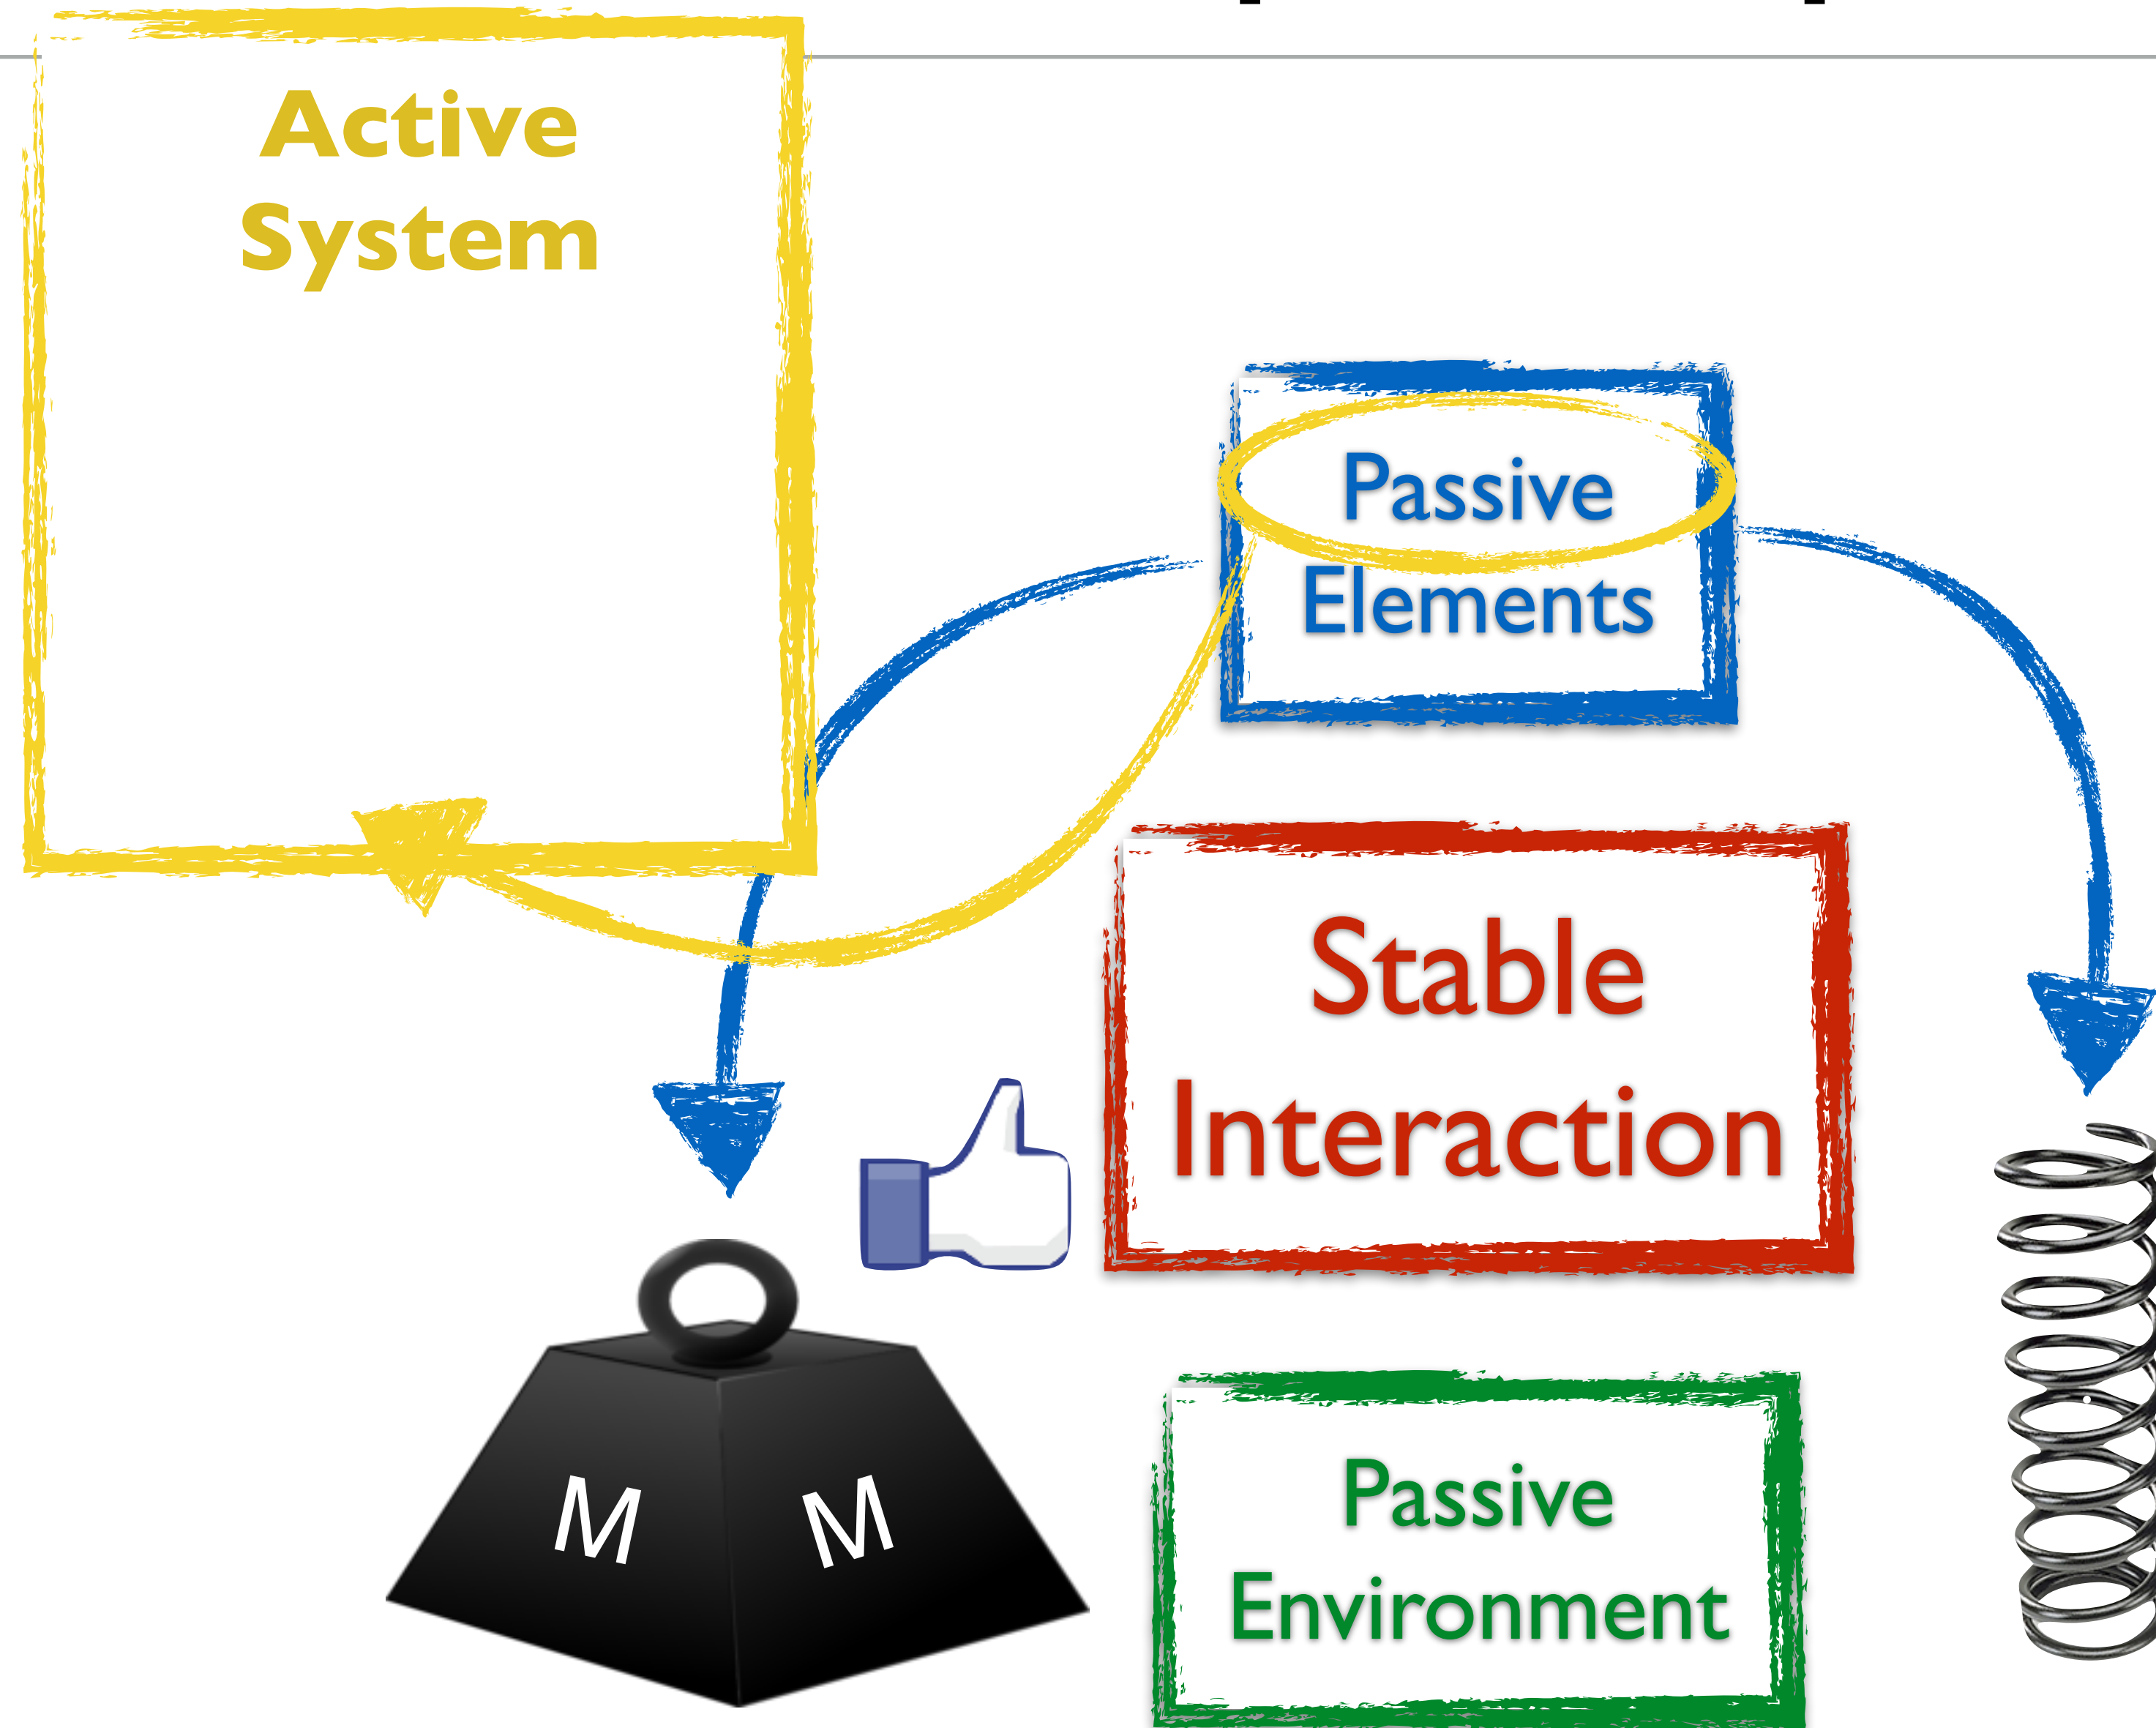 Active
System
Passive
Elements
Stable
Interaction
M M
Passive
Environment